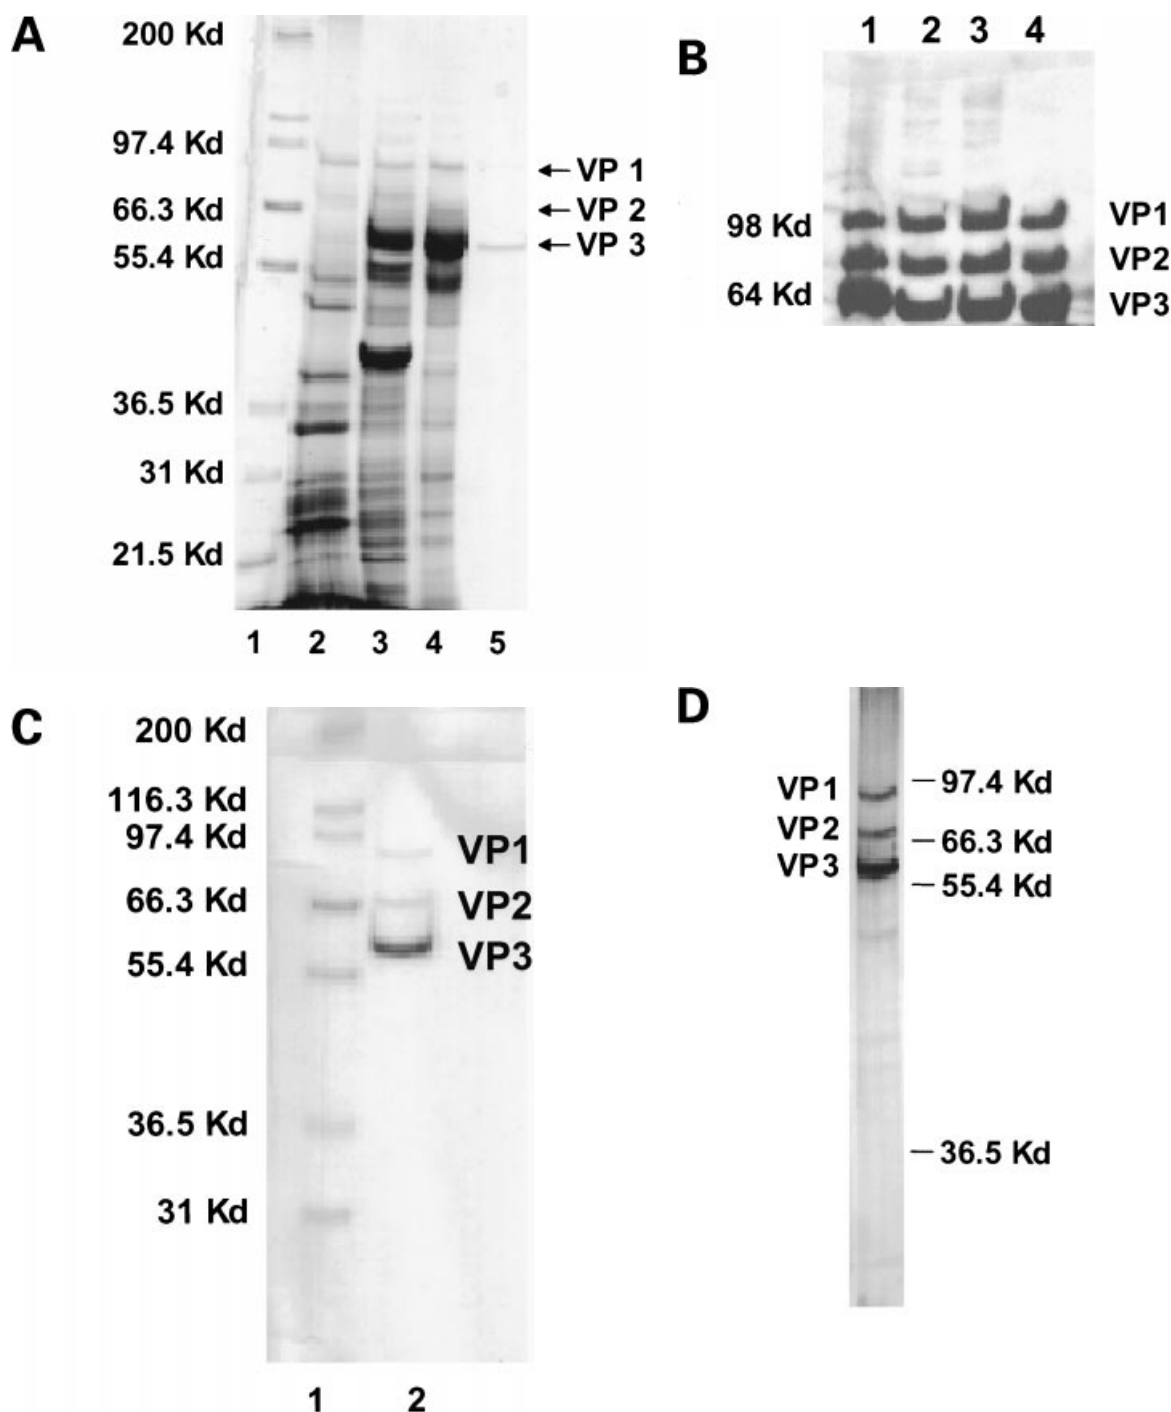 A
200 Kd
97.4 Kd
66.3 Kd
55.4 Kd
36.5 Kd
31 Kd
21.5 Kd
VP 1
VP 2
VP 3
1 2 3 4 5
B
1 2 3 4
98 Kd
64 Kd
VP1
VP2
VP3
C
200 Kd
116.3 Kd
97.4 Kd
66.3 Kd
55.4 Kd
36.5 Kd
31 Kd
VP1
VP2
VP3
1 2
D
VP1
VP2
VP3
97.4 Kd
66.3 Kd
55.4 Kd
36.5 Kd